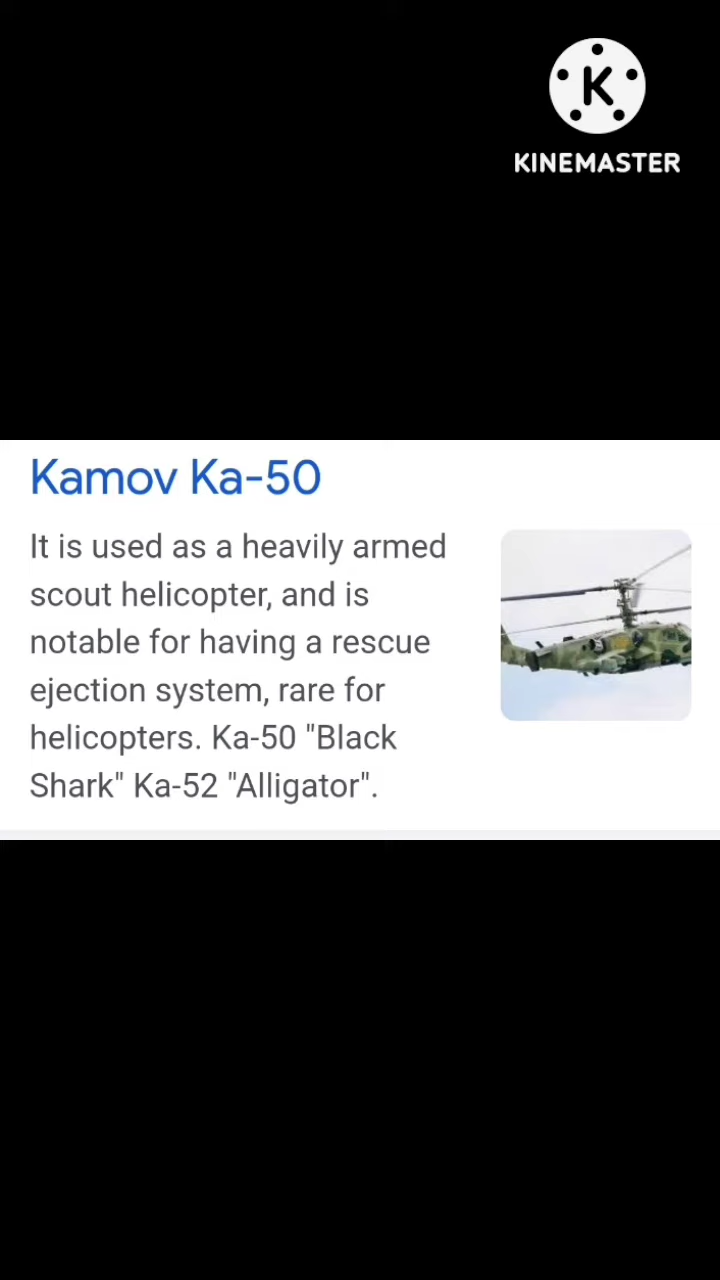 K
KINEMASTER
Kamov Ka-50
It is used as a heavily armed
scout helicopter, and is
notable for having a rescue
ejection system, rare for
helicopters. Ka-50 "Black
Shark" Ka-52 "Alligator".